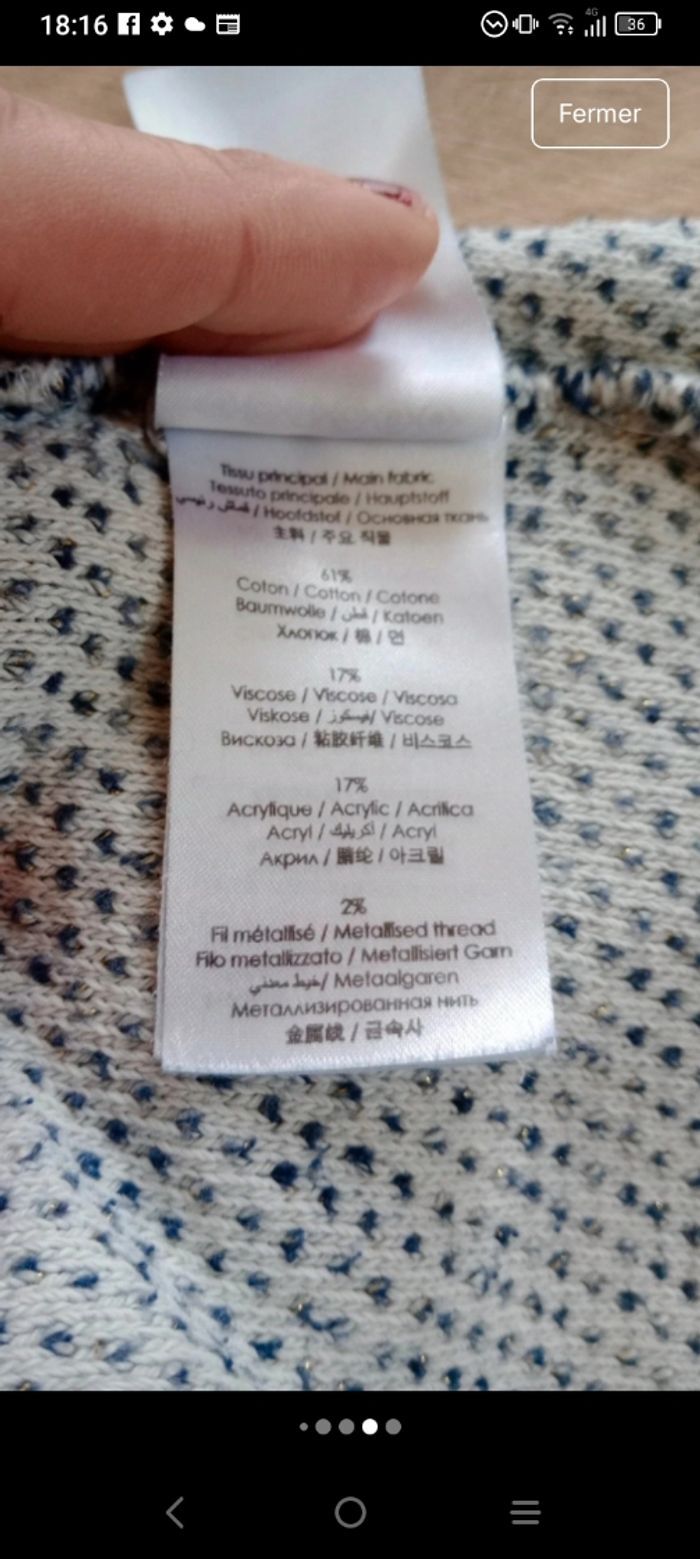 18:16
4G
36
Fermer
Tissu principal / Main fabric
Tessuto principale / Hauptstoff
قماش رئيسي / Hoofdstof / Основная ткань
主料 / 주요 직물
61%
Coton / Cotton / Cotone
Baumwolle / قطن / Katoen
Хлопок / 棉 / 면
17%
Viscose / Viscose / Viscosa
Viskose / فيسكوز / Viscose
Вискоза / 粘胶纤维 / 비스코스
17%
Acrylique / Acrylic / Acrilica
Acryl / أكريليك / Acryl
Акрил / 腈纶 / 아크릴
2%
Fil métallisé / Metallised thread
Filo metallizzato / Metallisiert Garn
خيط معدني / Metaalgaren
Металлизированная нить
金属线 / 금속사